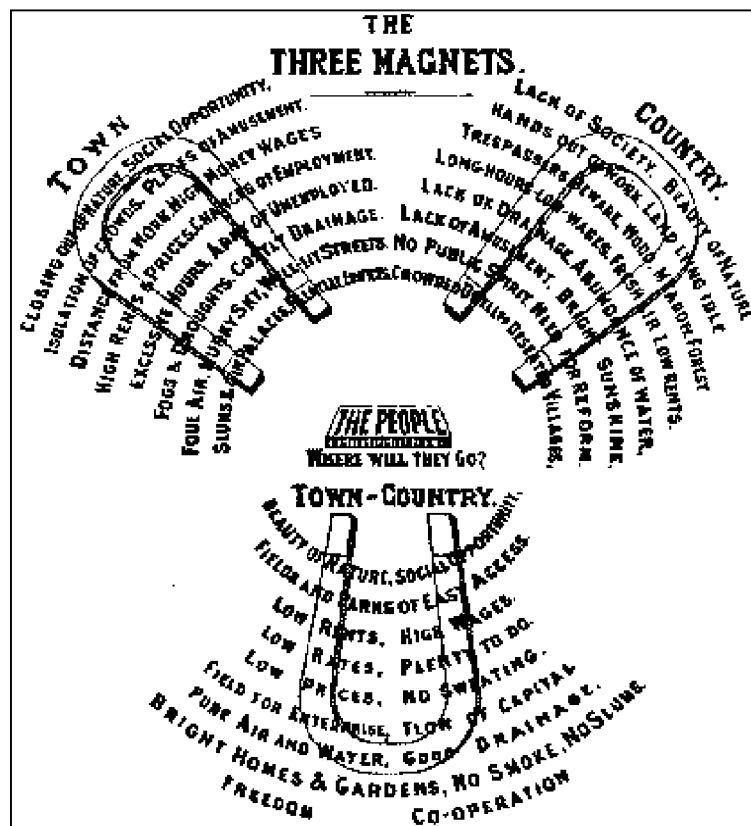 THE
THREE MAGNETS.
TOWN
CLOSING OUT OF NATURE. SOCIAL OPPORTUNITY.
ISOLATION OF CROWDS. PLACES OF AMUSEMENT.
DISTANCE FROM WORK. HIGH MONEY WAGES
HIGH RENTS & PRICES. CHANCES OF EMPLOYMENT.
EXCESSIVE HOURS. ARMY OF UNEMPLOYED.
FOGS & DROUGHTS. COSTLY DRAINAGE.
FOUL AIR. MURKY SKY. WELL-LIT STREETS.
SLUMS & GIN PALACES. PALATIAL EDIFICES.
COUNTRY.
LACK OF SOCIETY. BEAUTY OF NATURE
HANDS OUT OF WORK. LAND LYING IDLE
TRESPASSERS BEWARE. WOOD, MEADOW, FOREST
LONG HOURS-LOW WAGES. FRESH AIR LOW RENTS.
LACK OF DRAINAGE. ABUNDANCE OF WATER.
LACK OF AMUSEMENT. BRIGHT SUNSHINE.
NO PUBLIC SPIRIT. NEED FOR REFORM.
CROWDED DWELLINGS. DESERTED VILLAGES.
THE PEOPLE
WHERE WILL THEY GO?
TOWN-COUNTRY.
BEAUTY OF NATURE, SOCIAL OPPORTUNITY.
FIELDS AND PARKS OF EASY ACCESS.
LOW RENTS, HIGH WAGES.
LOW RATES, PLENTY TO DO.
LOW PRICES, NO SWEATING.
FIELD FOR ENTERPRISE, FLOW OF CAPITAL
PURE AIR AND WATER, GOOD DRAINAGE.
BRIGHT HOMES & GARDENS, NO SMOKE, NO SLUMS
FREEDOM CO-OPERATION